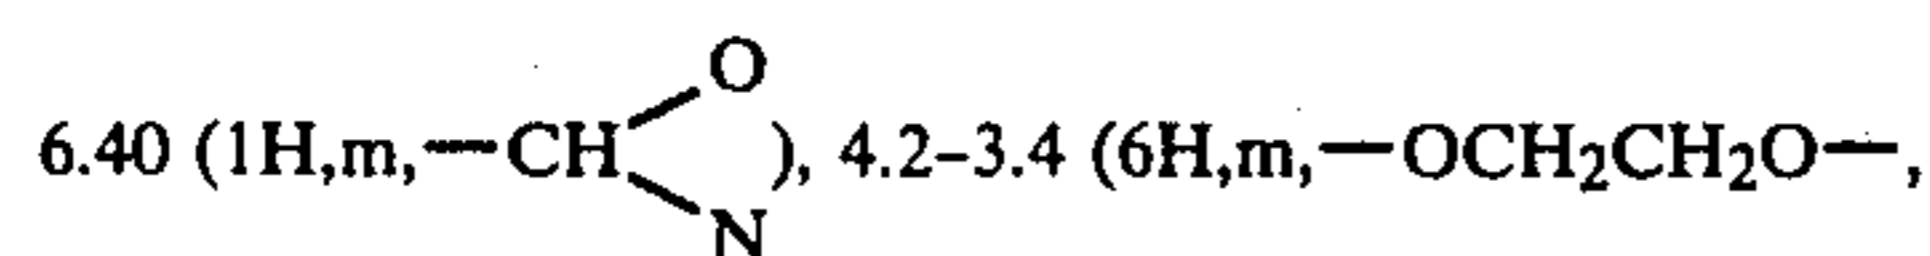 O
6.40 (1H,m,—CH ), 4.2–3.4 (6H,m,—OCH₂CH₂O—,
N